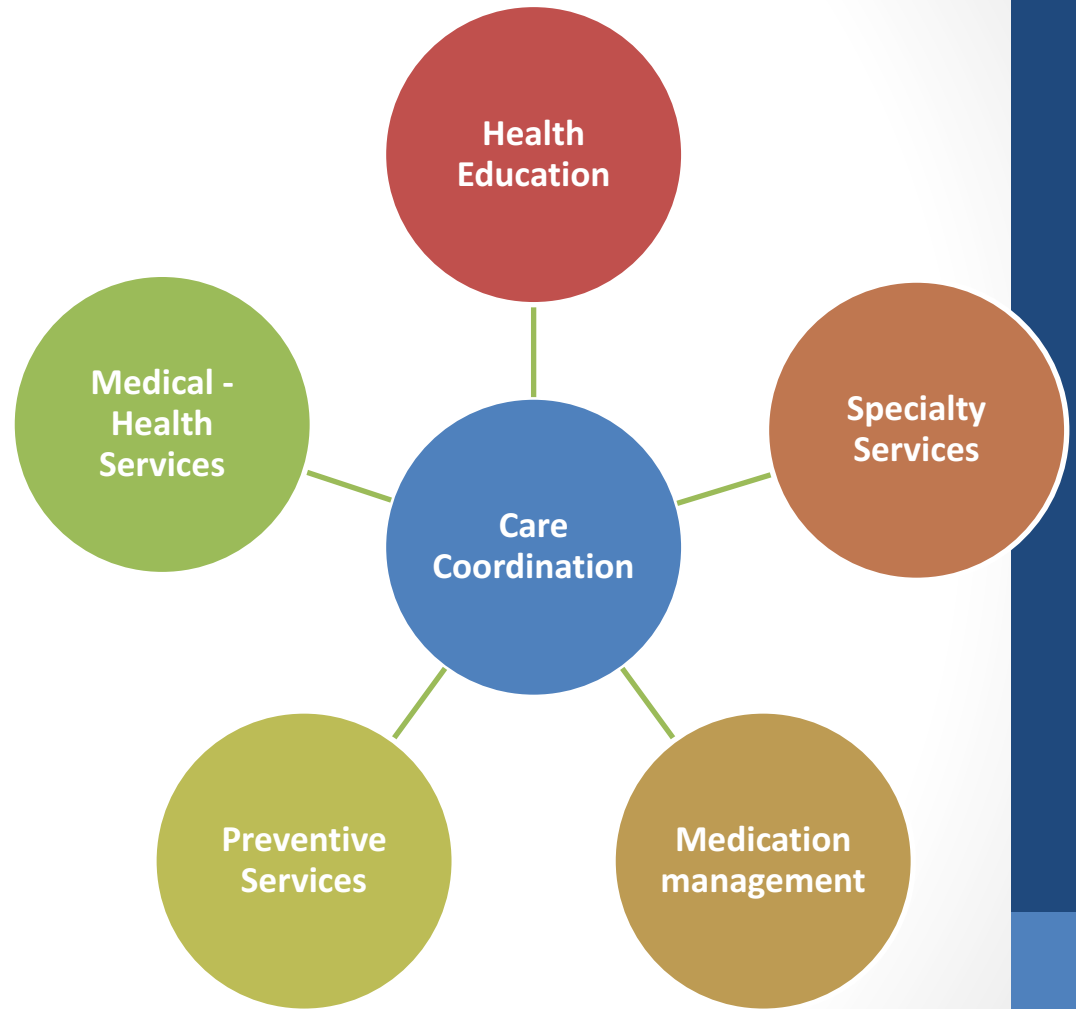 Health
Education
Medical -
Health
Services
Specialty
Services
Care
Coordination
Preventive
Services
Medication
management